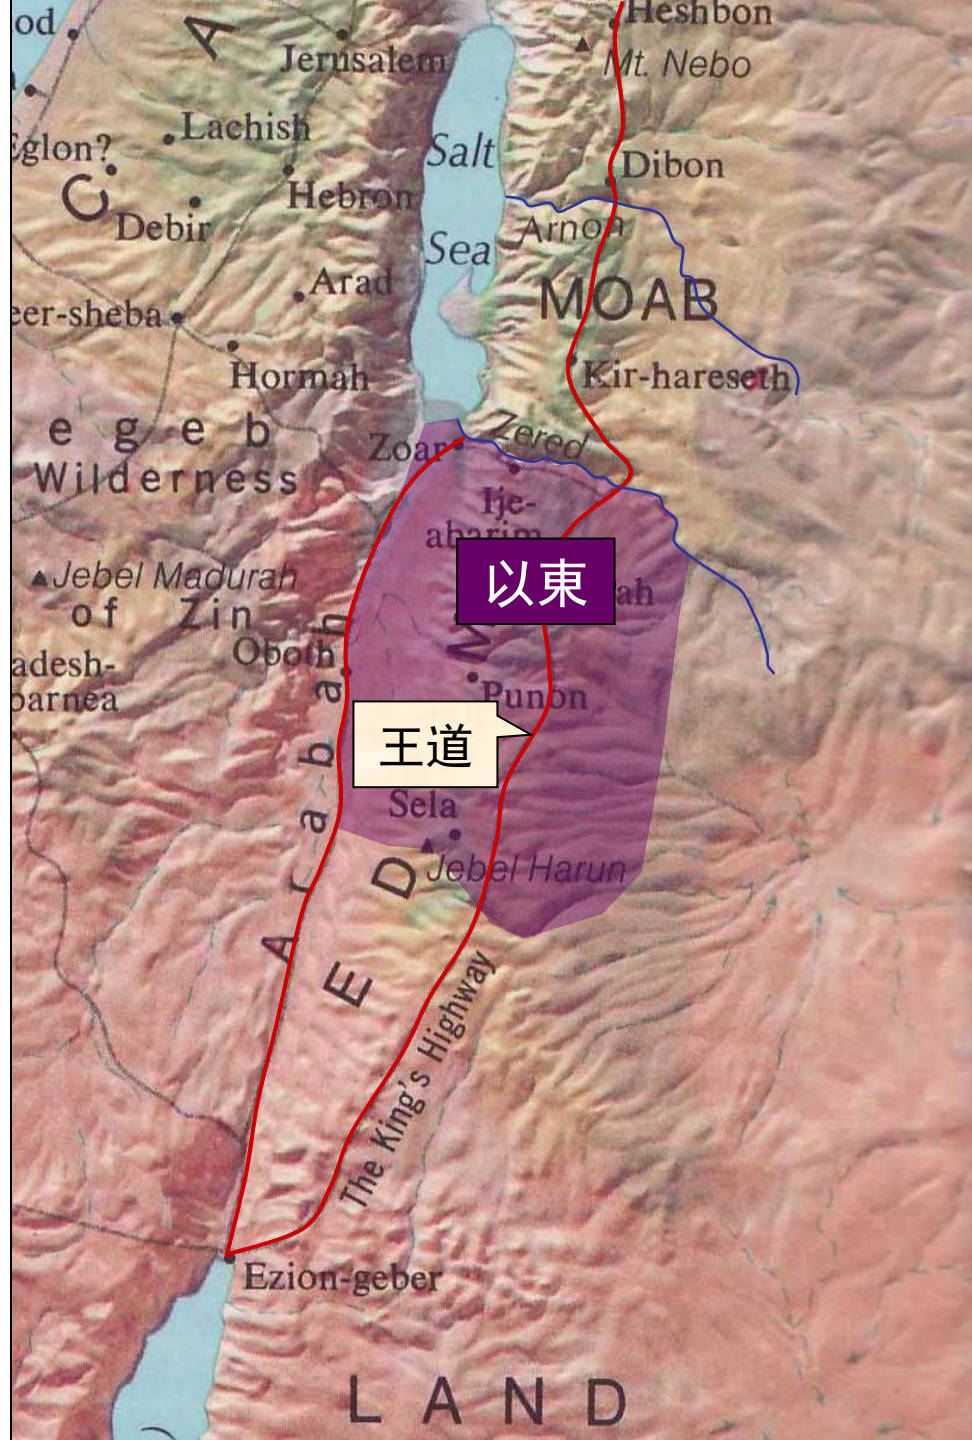 od
Heshbon
A
Jerusalem
Mt. Nebo
Lachish
Eglon?
Salt
Dibon
C
Hebron
Debir
Arnon
Sea
Arad
MOAB
eer-sheba
Hormah
Kir-hareseth
e g e b
Zered
Zoar
Wilderness
Ije-
abarim
Jebel Madurah
以東
ah
of Zin
Oboth
adesh-
barnea
M
Punon
王道
Sela
Jebel Harun
D
Arabah
E
The King's Highway
Ezion-geber
LAND